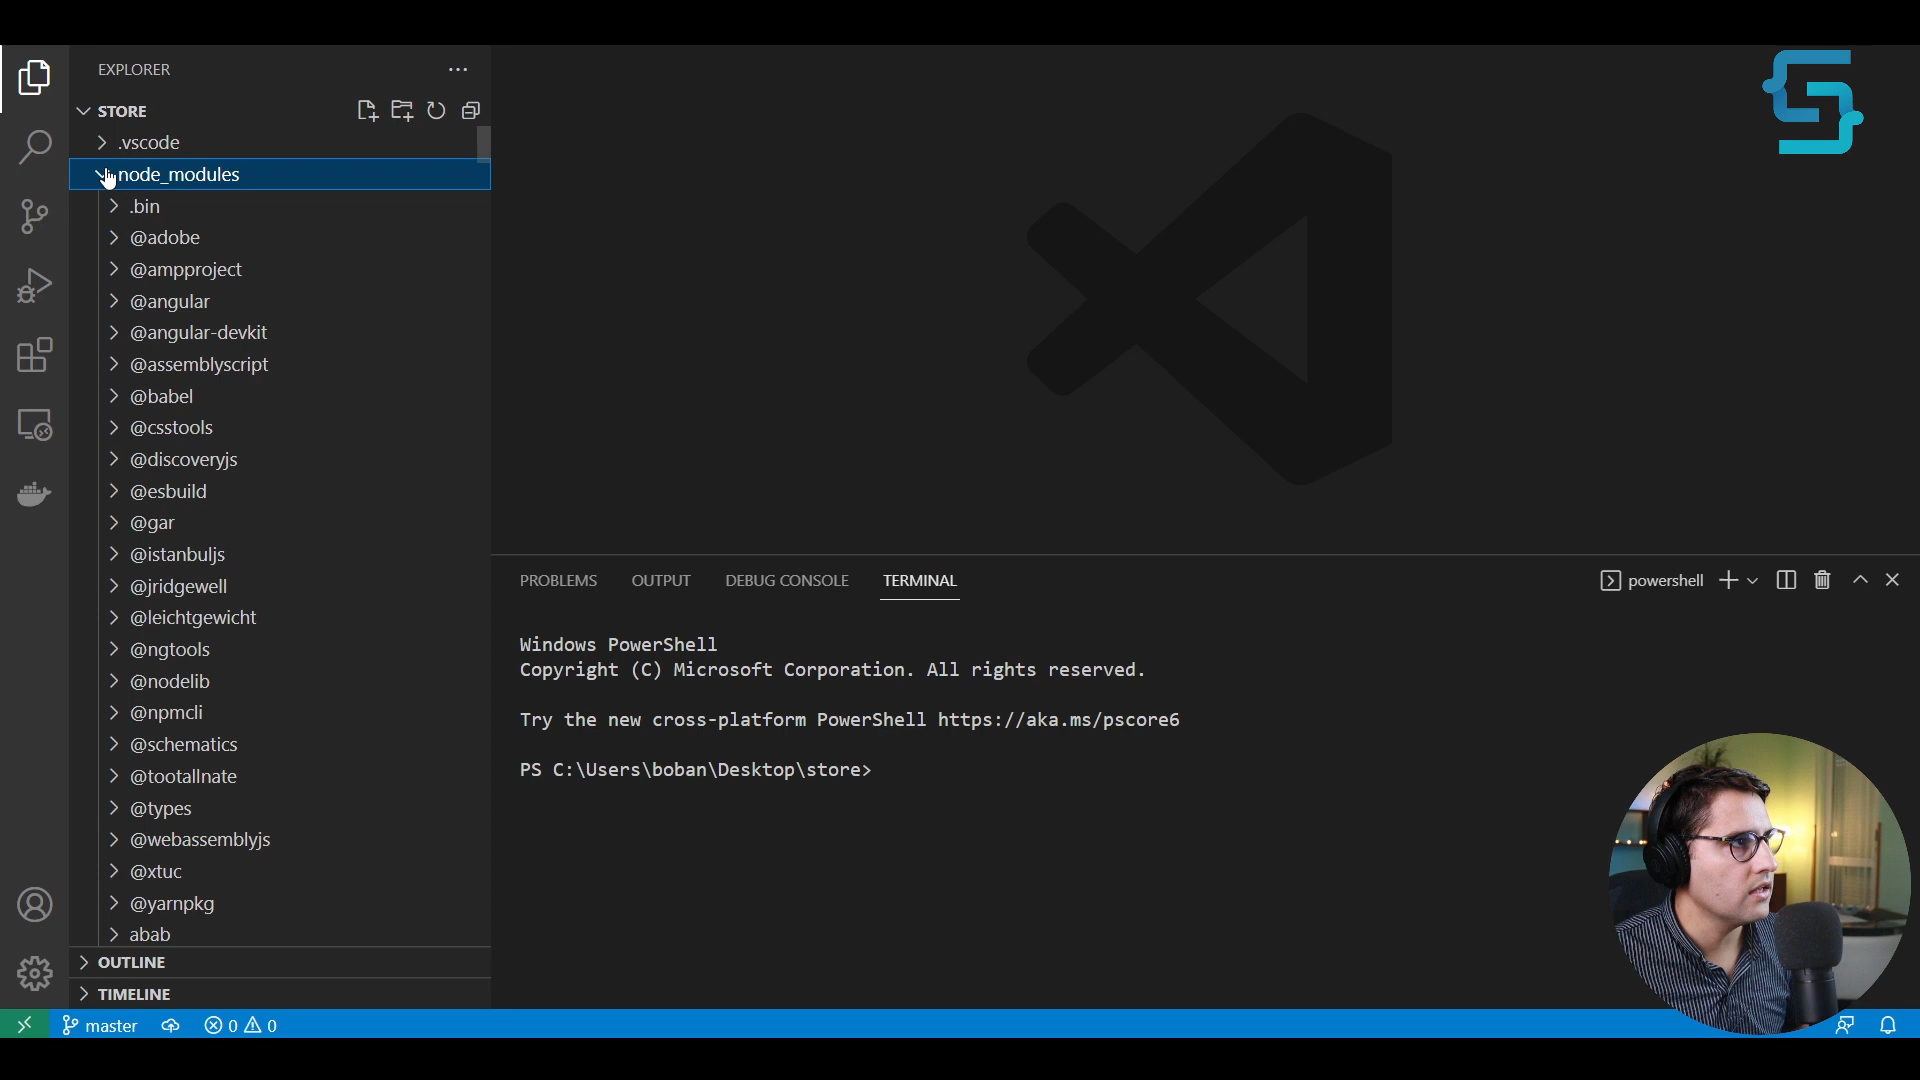 EXPLORER
STORE
.vscode
node_modules
.bin
@adobe
@ampproject
@angular
@angular-devkit
@assemblyscript
@babel
@csstools
@discoveryjs
@esbuild
@gar
@istanbuljs
@jridgewell
@leichtgewicht
@ngtools
@nodelib
@npmcli
@schematics
@tootallnate
@types
@webassemblyjs
@xtuc
@yarnpkg
abab
OUTLINE
TIMELINE
PROBLEMS OUTPUT DEBUG CONSOLE TERMINAL
powershell
Windows PowerShell
Copyright (C) Microsoft Corporation. All rights reserved.
Try the new cross-platform PowerShell https://aka.ms/pscore6
PS C:\Users\boban\Desktop\store>
master 0 0